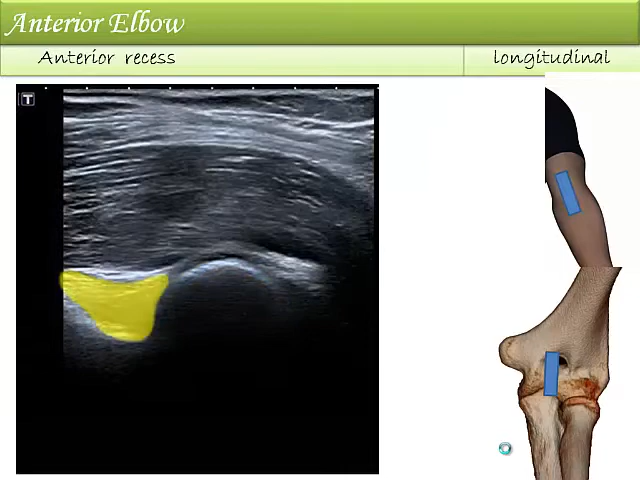 Anterior Elbow
Anterior recess
longitudinal
T